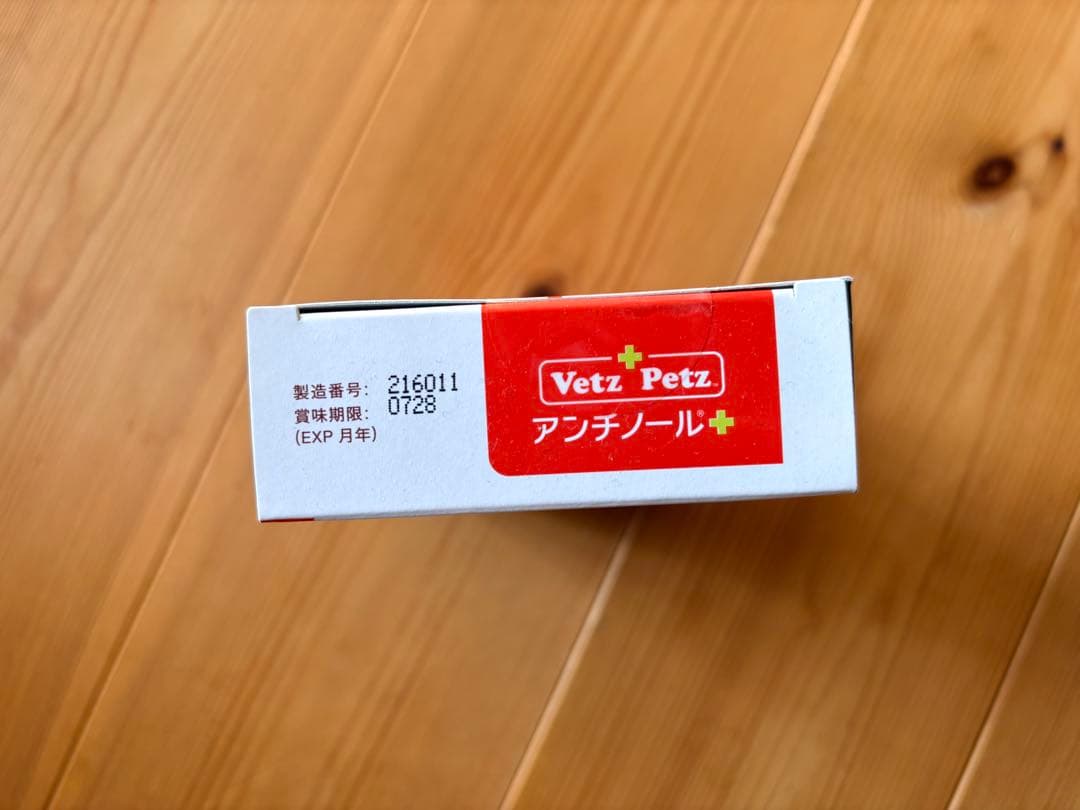 製造番号: 216011
賞味期限: 0728
(EXP 月年)
Vetz Petz™
アンチノール®